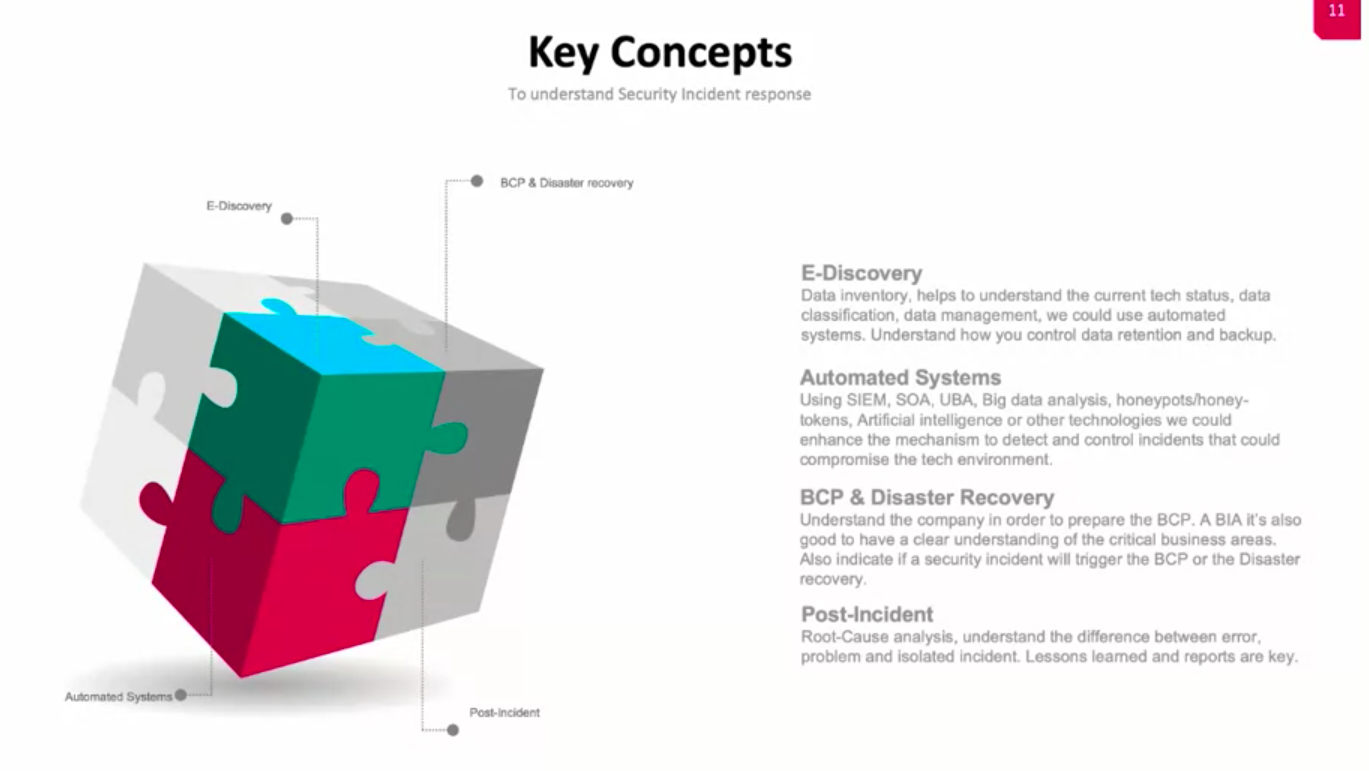 11
Key Concepts
To understand Security Incident response
BCP & Disaster recovery
E-Discovery
Automated Systems
Post-Incident
E-Discovery
Data inventory, helps to understand the current tech status, data
classification, data management, we could use automated
systems. Understand how you control data retention and backup.
Automated Systems
Using SIEM, SOA, UBA, Big data analysis, honeypots/honey-
tokens, Artificial intelligence or other technologies we could
enhance the mechanism to detect and control incidents that could
compromise the tech environment.
BCP & Disaster Recovery
Understand the company in order to prepare the BCP. A BIA it's also
good to have a clear understanding of the critical business areas.
Also indicate if a security incident will trigger the BCP or the Disaster
recovery.
Post-Incident
Root-Cause analysis, understand the difference between error,
problem and isolated incident. Lessons learned and reports are key.